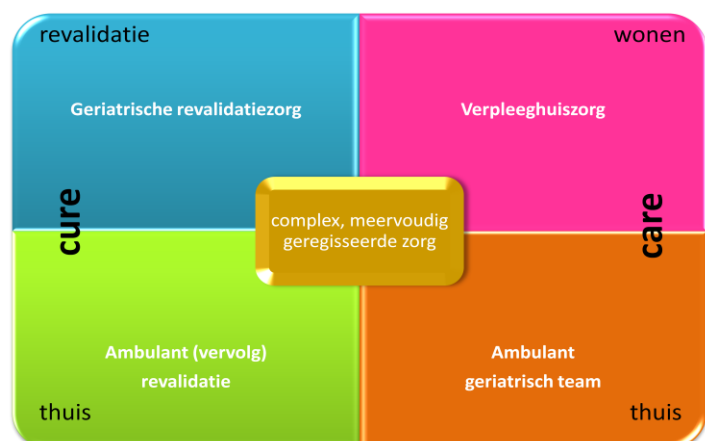 revalidatie
wonen
Geriatrische revalidatiezorg
Verpleeghuiszorg
cure
complex, meervoudig
geregisseerde zorg
care
Ambulant (vervolg)
revalidatie
Ambulant
geriatrisch team
thuis
thuis